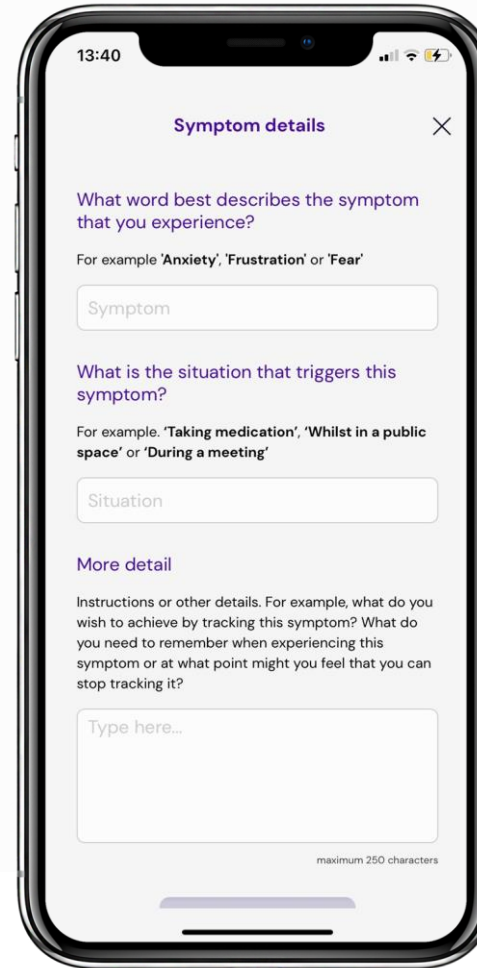 13:40
Symptom details
What word best describes the symptom
that you experience?
For example 'Anxiety', 'Frustration' or 'Fear'
Symptom
What is the situation that triggers this
symptom?
For example. ‘Taking medication’, ‘Whilst in a public
space’ or ‘During a meeting’
Situation
More detail
Instructions or other details. For example, what do you
wish to achieve by tracking this symptom? What do
you need to remember when experiencing this
symptom or at what point might you feel that you can
stop tracking it?
Type here...
maximum 250 characters